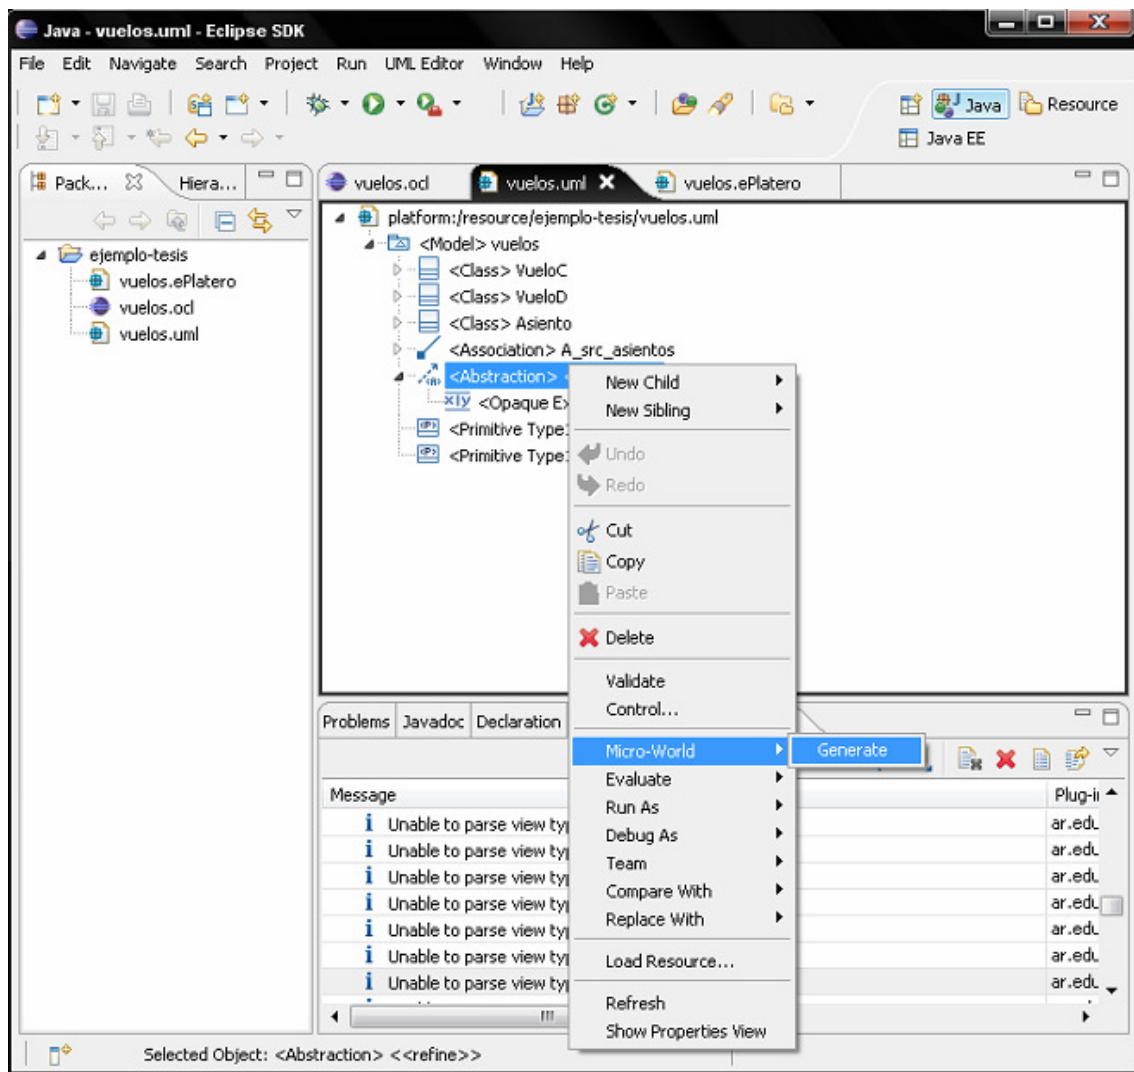 Java - vuelos.uml - Eclipse SDK
File Edit Navigate Search Project Run UML Editor Window Help
Java
Resource
Java EE
Pack...
Hiera...
ejemplo-tesis
vuelos.ePlatero
vuelos.ocl
vuelos.uml
vuelos.ocl
vuelos.uml
vuelos.ePlatero
platform:/resource/ejemplo-tesis/vuelos.uml
<Model> vuelos
<Class> VueloC
<Class> VueloD
<Class> Asiento
<Association> A_src_asientos
<Abstraction>
<Opaque Ex
<Primitive Type
<Primitive Type
New Child
New Sibling
Undo
Redo
Cut
Copy
Paste
Delete
Validate
Control...
Micro-World
Generate
Evaluate
Run As
Debug As
Team
Compare With
Replace With
Load Resource...
Refresh
Show Properties View
Problems Javadoc Declaration
Message Plug-i
Unable to parse view ty ar.edu
Unable to parse view ty ar.edu
Unable to parse view ty ar.edu
Unable to parse view ty ar.edu
Unable to parse view ty ar.edu
Unable to parse view ty ar.edu
Unable to parse view ty ar.edu
Selected Object: <Abstraction> <<refine>>